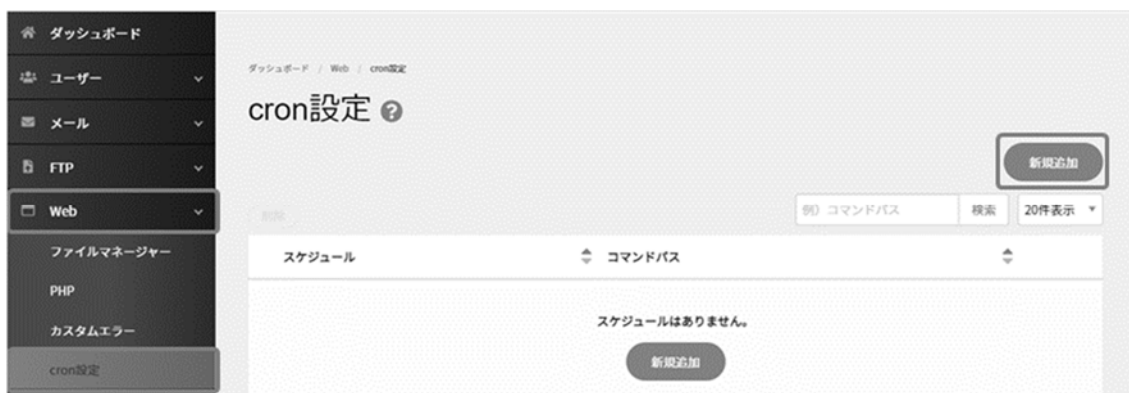 ダッシュボード
ユーザー
メール
FTP
Web
ファイルマネージャー
PHP
カスタムエラー
cron設定
ダッシュボード / Web / cron設定
cron設定 ?
新規追加
削除
例）コマンドパス 検索 20件表示
スケジュール コマンドパス
スケジュールはありません。
新規追加